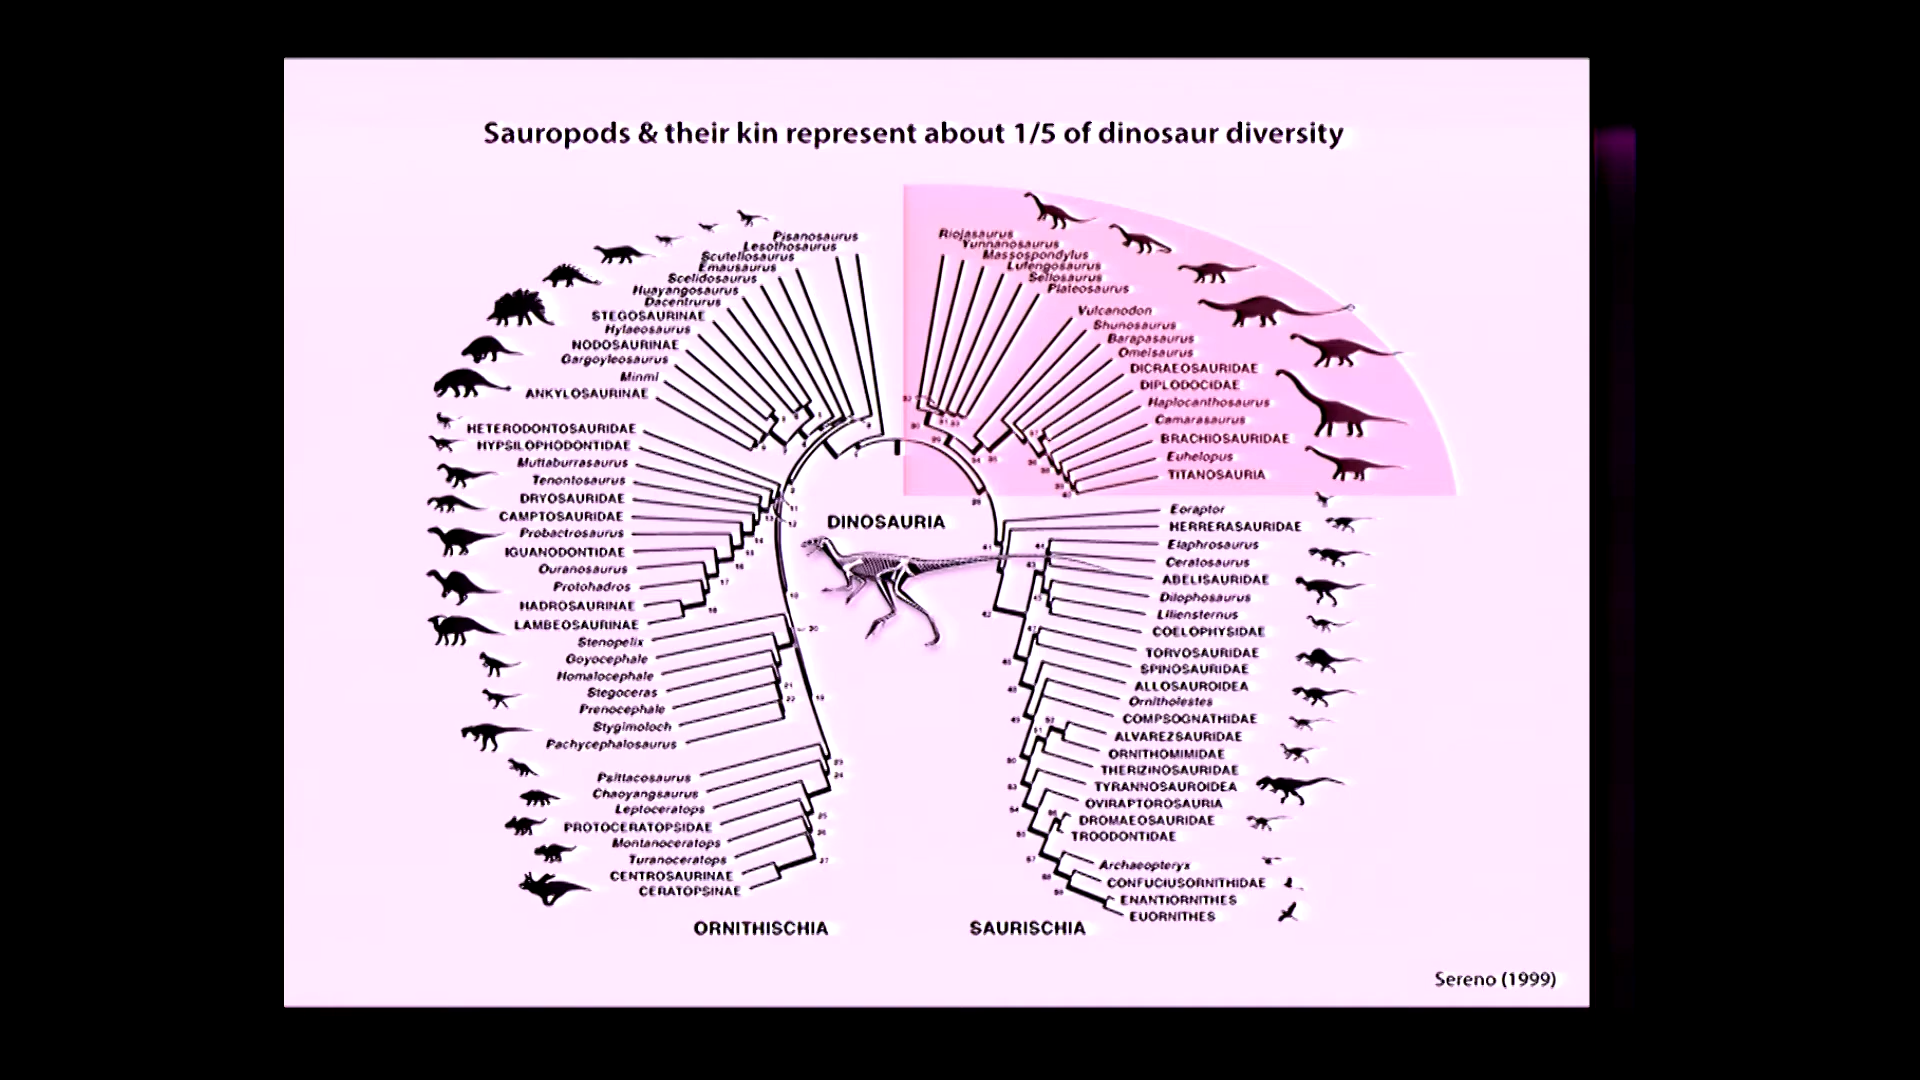 Sauropods & their kin represent about 1/5 of dinosaur diversity
Pisanosaurus
Lesothosaurus
Scutellosaurus
Emausaurus
Scelidosaurus
Huayangosaurus
Dacentrurus
STEGOSAURINAE
Hylaeosaurus
NODOSAURINAE
Gargoyleosaurus
Minmi
ANKYLOSAURINAE
HETERODONTOSAURIDAE
HYPSILOPHODONTIDAE
Muttaburrasaurus
Tenontosaurus
DRYOSAURIDAE
CAMPTOSAURIDAE
Probactrosaurus
IGUANODONTIDAE
Ouranosaurus
Protohadros
HADROSAURINAE
LAMBEOSAURINAE
Stenopelix
Goyocephale
Homalocephale
Stegoceras
Prenocephale
Stygimoloch
Pachycephalosaurus
Psittacosaurus
Chaoyangsaurus
Leptoceratops
PROTOCERATOPSIDAE
Montanoceratops
Turanoceratops
CENTROSAURINAE
CERATOPSINAE
ORNITHISCHIA
DINOSAURIA
Riojasaurus
Yunnanosaurus
Massospondylus
Lufengosaurus
Sellosaurus
Plateosaurus
Vulcanodon
Shunosaurus
Barapasaurus
Omeisaurus
DICRAEOSAURIDAE
DIPLODOCIDAE
Haplocanthosaurus
Camarasaurus
BRACHIOSAURIDAE
Euhelopus
TITANOSAURIA
Eoraptor
HERRERASAURIDAE
Elaphrosaurus
Ceratosaurus
ABELISAURIDAE
Dilophosaurus
Liliensternus
COELOPHYSIDAE
TORVOSAURIDAE
SPINOSAURIDAE
ALLOSAUROIDEA
Ornitholestes
COMPSOGNATHIDAE
ALVAREZSAURIDAE
ORNITHOMIMIDAE
THERIZINOSAURIDAE
TYRANNOSAUROIDEA
OVIRAPTOROSAURIA
DROMAEOSAURIDAE
TROODONTIDAE
Archaeopteryx
CONFUCIUSORNITHIDAE
ENANTIORNITHES
EUORNITHES
SAURISCHIA
Sereno (1999)